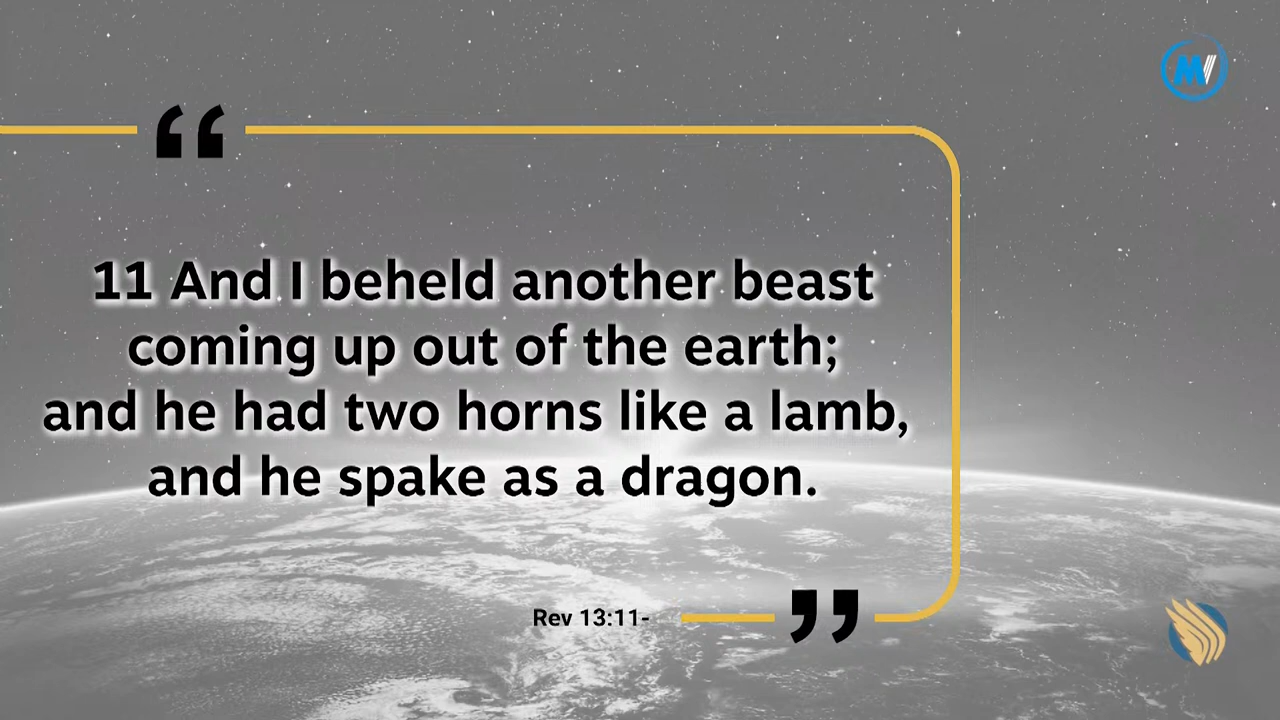 “
11 And I beheld another beast
coming up out of the earth;
and he had two horns like a lamb,
and he spake as a dragon.
Rev 13:11-
”